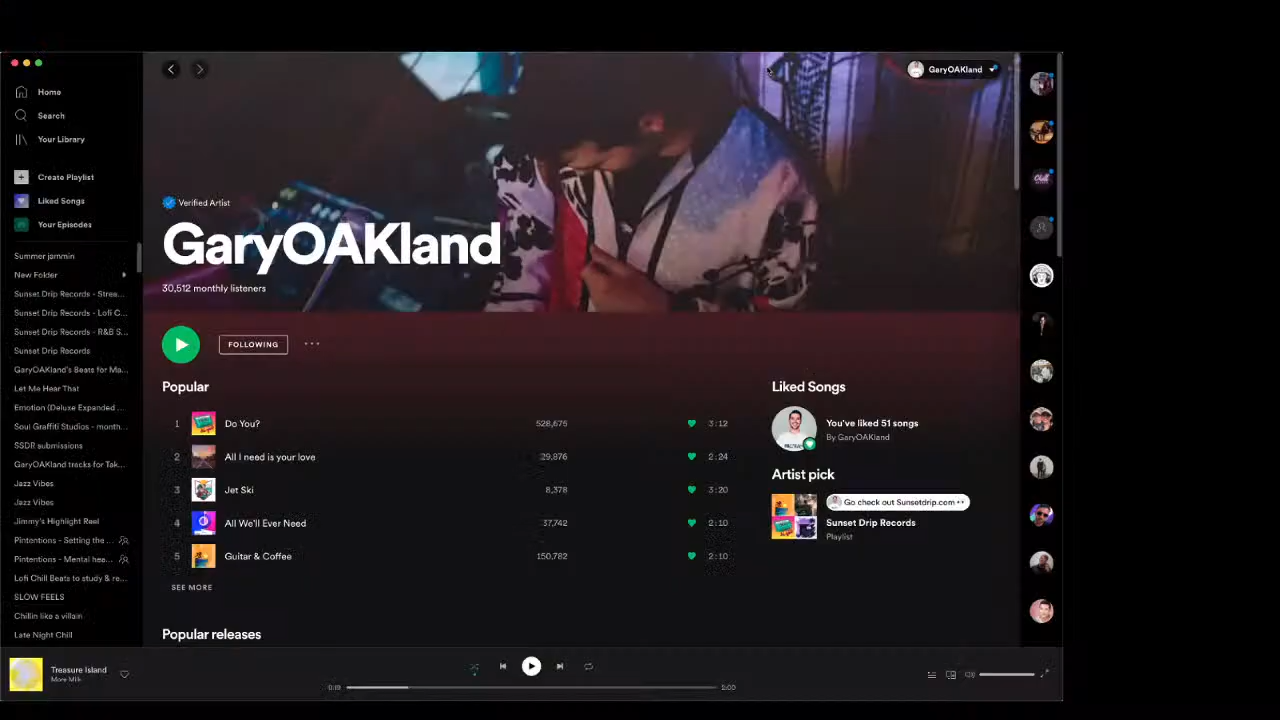 GaryOAKland
Home
Search
Your Library
Create Playlist
Liked Songs
Your Episodes
Summer jammin
New Folder
Sunset Drip Records - Strea...
Sunset Drip Records - Lofi C...
Sunset Drip Records - R&B S...
Sunset Drip Records
GaryOAKland's Beats for Ma...
Let Me Hear That
Emotion (Deluxe Expanded ...
Soul Graffiti Studios - month...
SSDR submissions
GaryOAKland tracks for Tak...
Jazz Vibes
Jazz Vibes
Jimmy's Highlight Reel
Pintentions - Setting the ...
Pintentions - Mental hea...
Lofi Chill Beats to study & re...
SLOW FEELS
Chillin like a villain
Late Night Chill
Verified Artist
GaryOAKland
30,512 monthly listeners
FOLLOWING
Popular
1 Do You? 528,675 3:12
2 All I need is your love 29,876 2:24
3 Jet Ski 8,378 3:20
4 All We'll Ever Need 37,742 2:10
5 Guitar & Coffee 150,782 2:10
SEE MORE
Popular releases
Liked Songs
You've liked 51 songs
By GaryOAKland
Artist pick
Go check out Sunsetdrip.com
Sunset Drip Records
Playlist
Chill
Treasure Island
More Milk
2:00